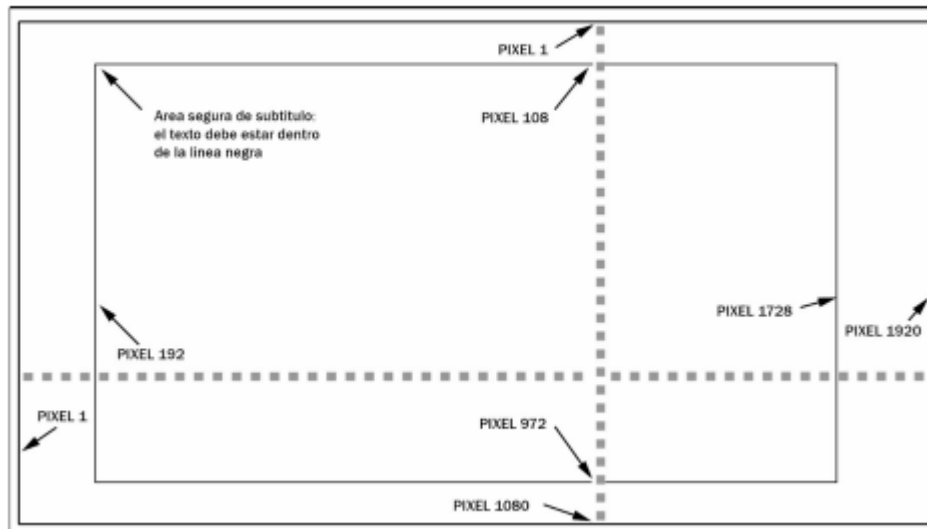 PIXEL 1
PIXEL 108
Area segura de subtitulo:
el texto debe estar dentro
de la linea negra
PIXEL 1728
PIXEL 1920
PIXEL 192
PIXEL 1
PIXEL 972
PIXEL 1080